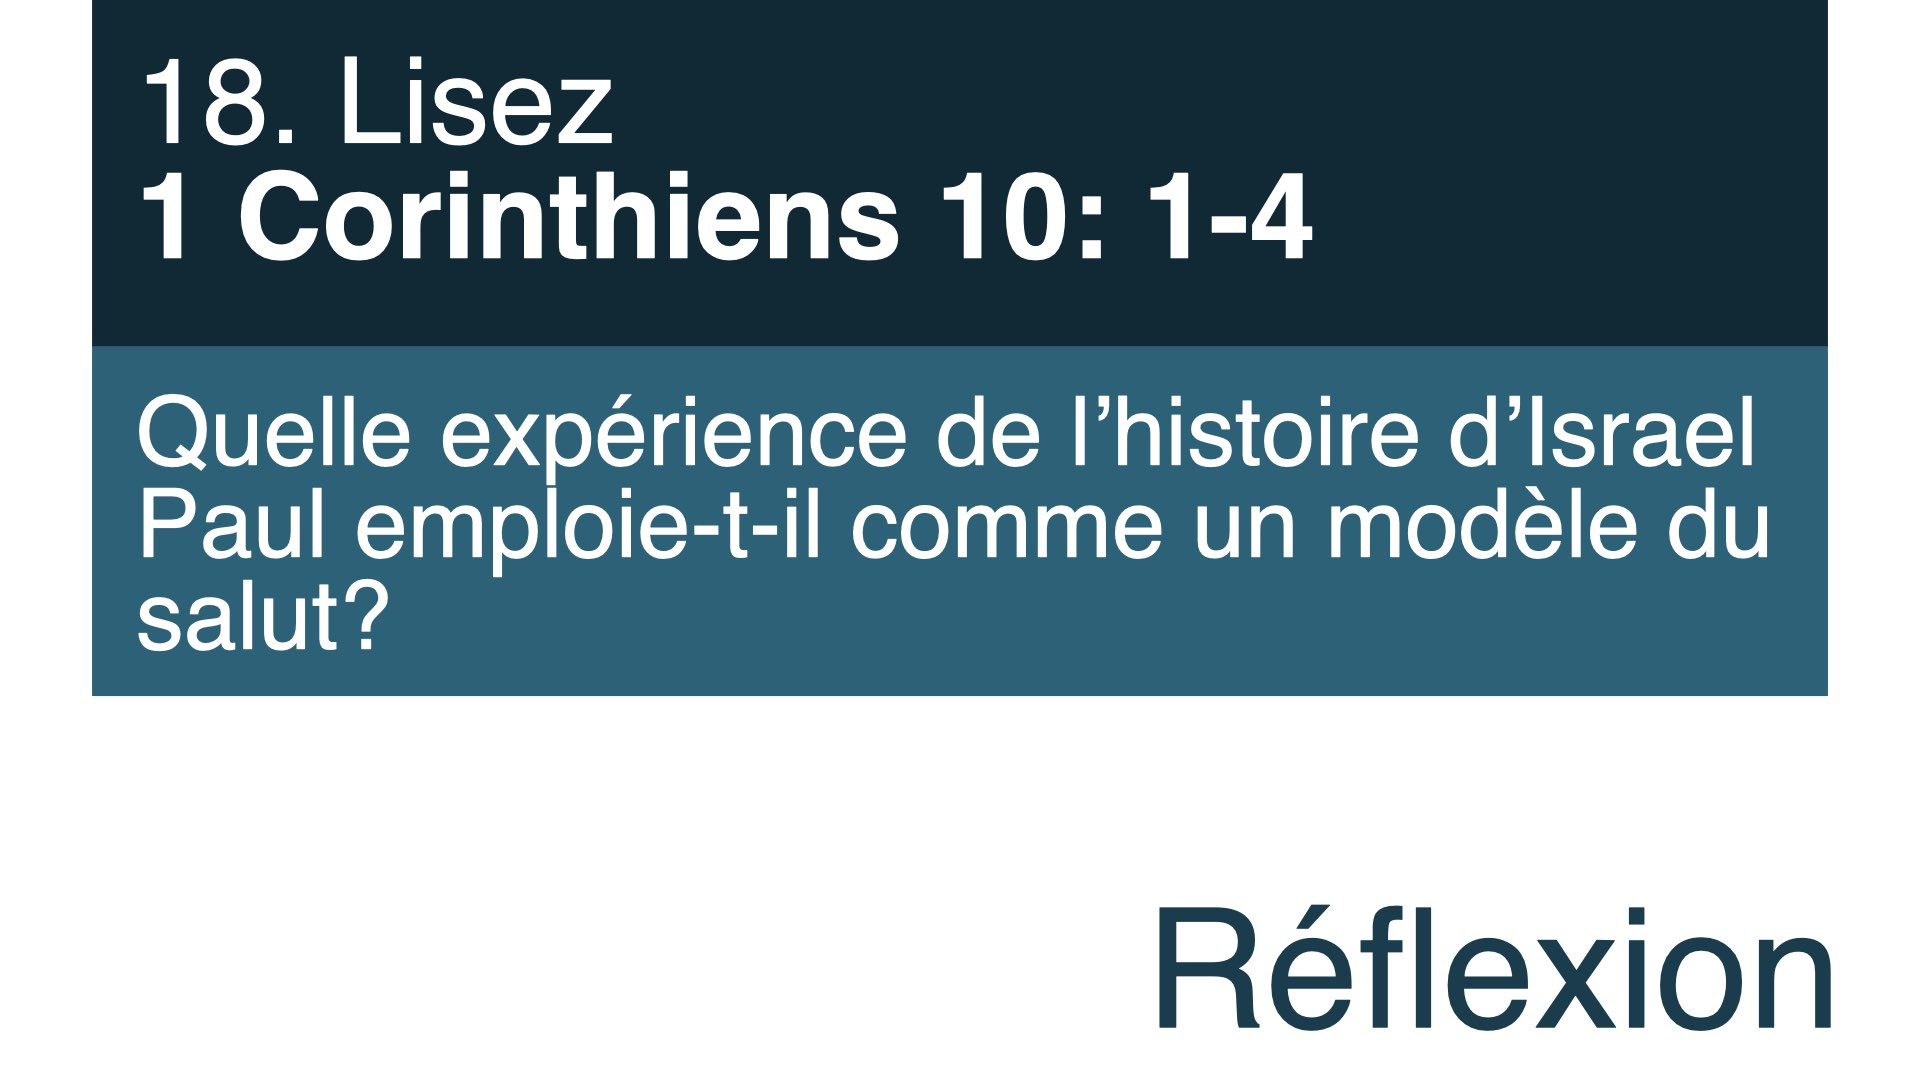 18. Lisez
1 Corinthiens 10: 1-4
Quelle expérience de l’histoire d’Israel
Paul emploie-t-il comme un modèle du
salut?
Réflexion